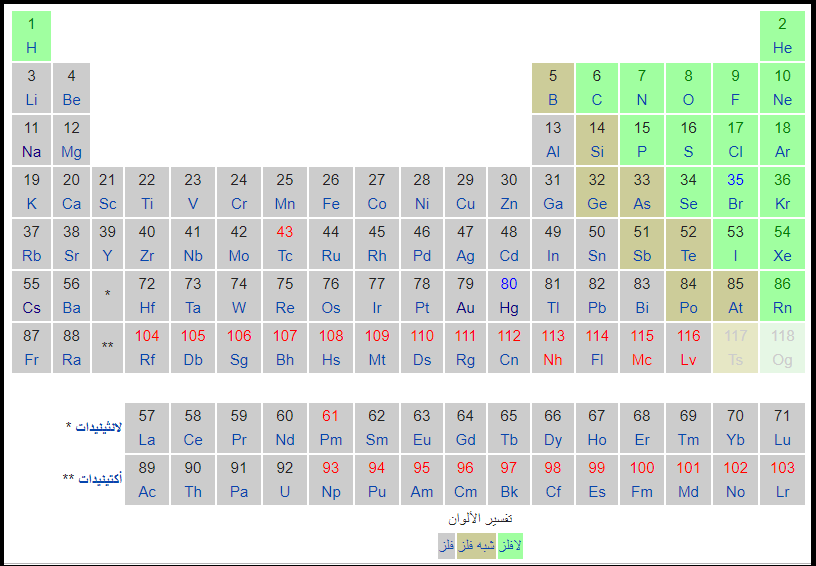 1 2
H He
3 4 5 6 7 8 9 10
Li Be B C N O F Ne
11 12 13 14 15 16 17 18
Na Mg Al Si P S Cl Ar
19 20 21 22 23 24 25 26 27 28 29 30 31 32 33 34 35 36
K Ca Sc Ti V Cr Mn Fe Co Ni Cu Zn Ga Ge As Se Br Kr
37 38 39 40 41 42 43 44 45 46 47 48 49 50 51 52 53 54
Rb Sr Y Zr Nb Mo Tc Ru Rh Pd Ag Cd In Sn Sb Te I Xe
55 56 * 72 73 74 75 76 77 78 79 80 81 82 83 84 85 86
Cs Ba Hf Ta W Re Os Ir Pt Au Hg Tl Pb Bi Po At Rn
87 88 ** 104 105 106 107 108 109 110 111 112 113 114 115 116 117 118
Fr Ra Rf Db Sg Bh Hs Mt Ds Rg Cn Nh Fl Mc Lv Ts Og
57 58 59 60 61 62 63 64 65 66 67 68 69 70 71
لانثينيدات *
La Ce Pr Nd Pm Sm Eu Gd Tb Dy Ho Er Tm Yb Lu
89 90 91 92 93 94 95 96 97 98 99 100 101 102 103
أكتينيدات **
Ac Th Pa U Np Pu Am Cm Bk Cf Es Fm Md No Lr
تفسير الألوان
لافلز شبه فلز فلز